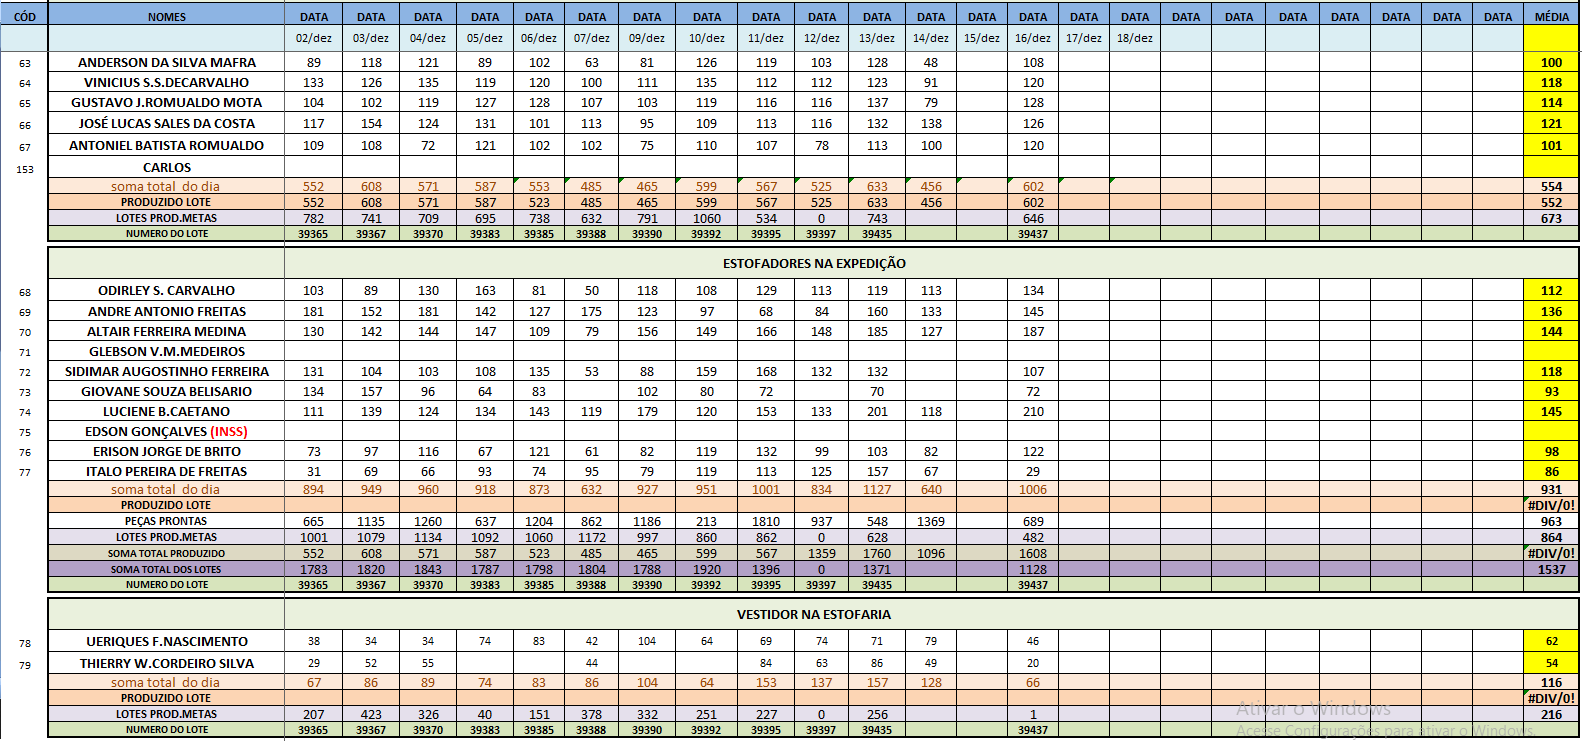 CÓD NOMES DATA DATA DATA DATA DATA DATA DATA DATA DATA DATA DATA DATA DATA DATA DATA DATA DATA DATA DATA DATA DATA DATA DATA MÉDIA
02/dez 03/dez 04/dez 05/dez 06/dez 07/dez 09/dez 10/dez 11/dez 12/dez 13/dez 14/dez 15/dez 16/dez 17/dez 18/dez
63 ANDERSON DA SILVA MAFRA 89 118 121 89 102 63 81 126 119 103 128 48 108 100
64 VINICIUS S.S.DECARVALHO 133 126 135 119 120 100 111 135 112 112 123 91 120 118
65 GUSTAVO J.ROMUALDO MOTA 104 102 119 127 128 107 103 119 116 116 137 79 128 114
66 JOSÉ LUCAS SALES DA COSTA 117 154 124 131 101 113 95 109 113 116 132 138 126 121
67 ANTONIEL BATISTA ROMUALDO 109 108 72 121 102 102 75 110 107 78 113 100 120 101
153 CARLOS
soma total do dia 552 608 571 587 553 485 465 599 567 525 633 456 602 554
PRODUZIDO LOTE 552 608 571 587 523 485 465 599 567 525 633 456 602 552
LOTES PROD.METAS 782 741 709 695 738 632 791 1060 534 0 743 646 673
NUMERO DO LOTE 39365 39367 39370 39383 39385 39388 39390 39392 39395 39397 39435 39437
ESTOFADORES NA EXPEDIÇÃO
68 ODIRLEY S. CARVALHO 103 89 130 163 81 50 118 108 129 113 119 113 134 112
69 ANDRE ANTONIO FREITAS 181 152 181 142 127 175 123 97 68 84 160 133 145 136
70 ALTAIR FERREIRA MEDINA 130 142 144 147 109 79 156 149 166 148 185 127 187 144
71 GLEBSON V.M.MEDEIROS
72 SIDIMAR AUGOSTINHO FERREIRA 131 104 103 108 135 53 88 159 168 132 132 107 118
73 GIOVANE SOUZA BELISARIO 134 157 96 64 83 102 80 72 70 72 93
74 LUCIENE B.CAETANO 111 139 124 134 143 119 179 120 153 133 201 118 210 145
75 EDSON GONÇALVES (INSS)
76 ERISON JORGE DE BRITO 73 97 116 67 121 61 82 119 132 99 103 82 122 98
77 ITALO PEREIRA DE FREITAS 31 69 66 93 74 95 79 119 113 125 157 67 29 86
soma total do dia 894 949 960 918 873 632 927 951 1001 834 1127 640 1006 931
PRODUZIDO LOTE #DIV/0!
PEÇAS PRONTAS 665 1135 1260 637 1204 862 1186 213 1810 937 548 1369 689 963
LOTES PROD.METAS 1001 1079 1134 1092 1060 1172 997 860 862 0 628 482 864
SOMA TOTAL PRODUZIDO 552 608 571 587 523 485 465 599 567 1359 1760 1096 1608 #DIV/0!
SOMA TOTAL DOS LOTES 1783 1820 1843 1787 1798 1804 1788 1920 1396 0 1371 1128 1537
NUMERO DO LOTE 39365 39367 39370 39383 39385 39388 39390 39392 39395 39397 39435 39437
VESTIDOR NA ESTOFARIA
78 UERIQUES F.NASCIMENTO 38 34 34 74 83 42 104 64 69 74 71 79 46 62
79 THIERRY W.CORDEIRO SILVA 29 52 55 44 84 63 86 49 20 54
soma total do dia 67 86 89 74 83 86 104 64 153 137 157 128 66 116
PRODUZIDO LOTE #DIV/0!
LOTES PROD.METAS 207 423 326 40 151 378 332 251 227 0 256 1 216
NUMERO DO LOTE 39365 39367 39370 39383 39385 39388 39390 39392 39395 39397 39435 39437
Ativar o Windows
Acesse Configurações para ativar o Windows.